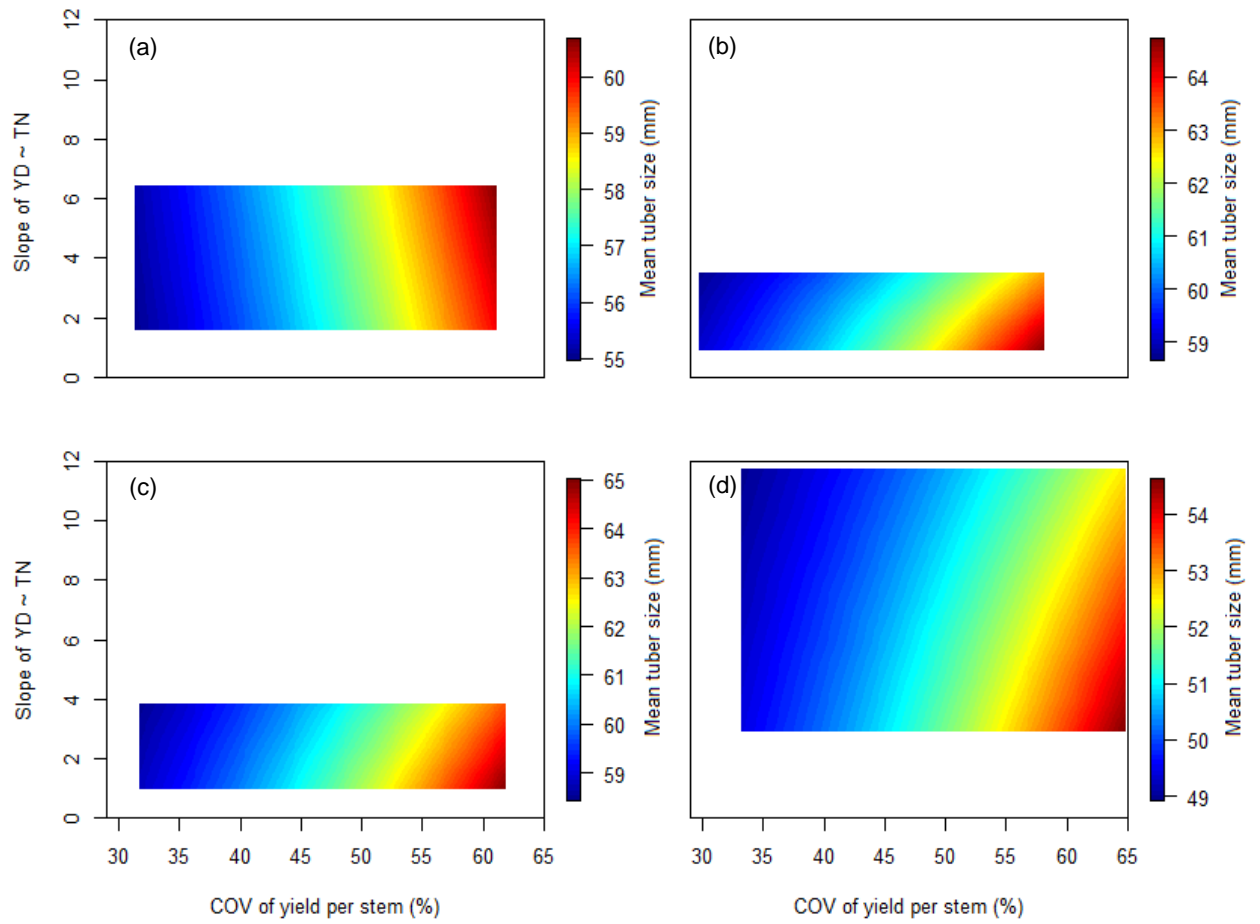 (a)
Slope of YD ~ TN
12
10
8
6
4
2
0
60
59
58
57
56
55
Mean tuber size (mm)
(b)
64
63
62
61
60
59
Mean tuber size (mm)
(c)
Slope of YD ~ TN
12
10
8
6
4
2
0
30 35 40 45 50 55 60 65
COV of yield per stem (%)
65
64
63
62
61
60
59
Mean tuber size (mm)
(d)
30 35 40 45 50 55 60 65
COV of yield per stem (%)
54
53
52
51
50
49
Mean tuber size (mm)